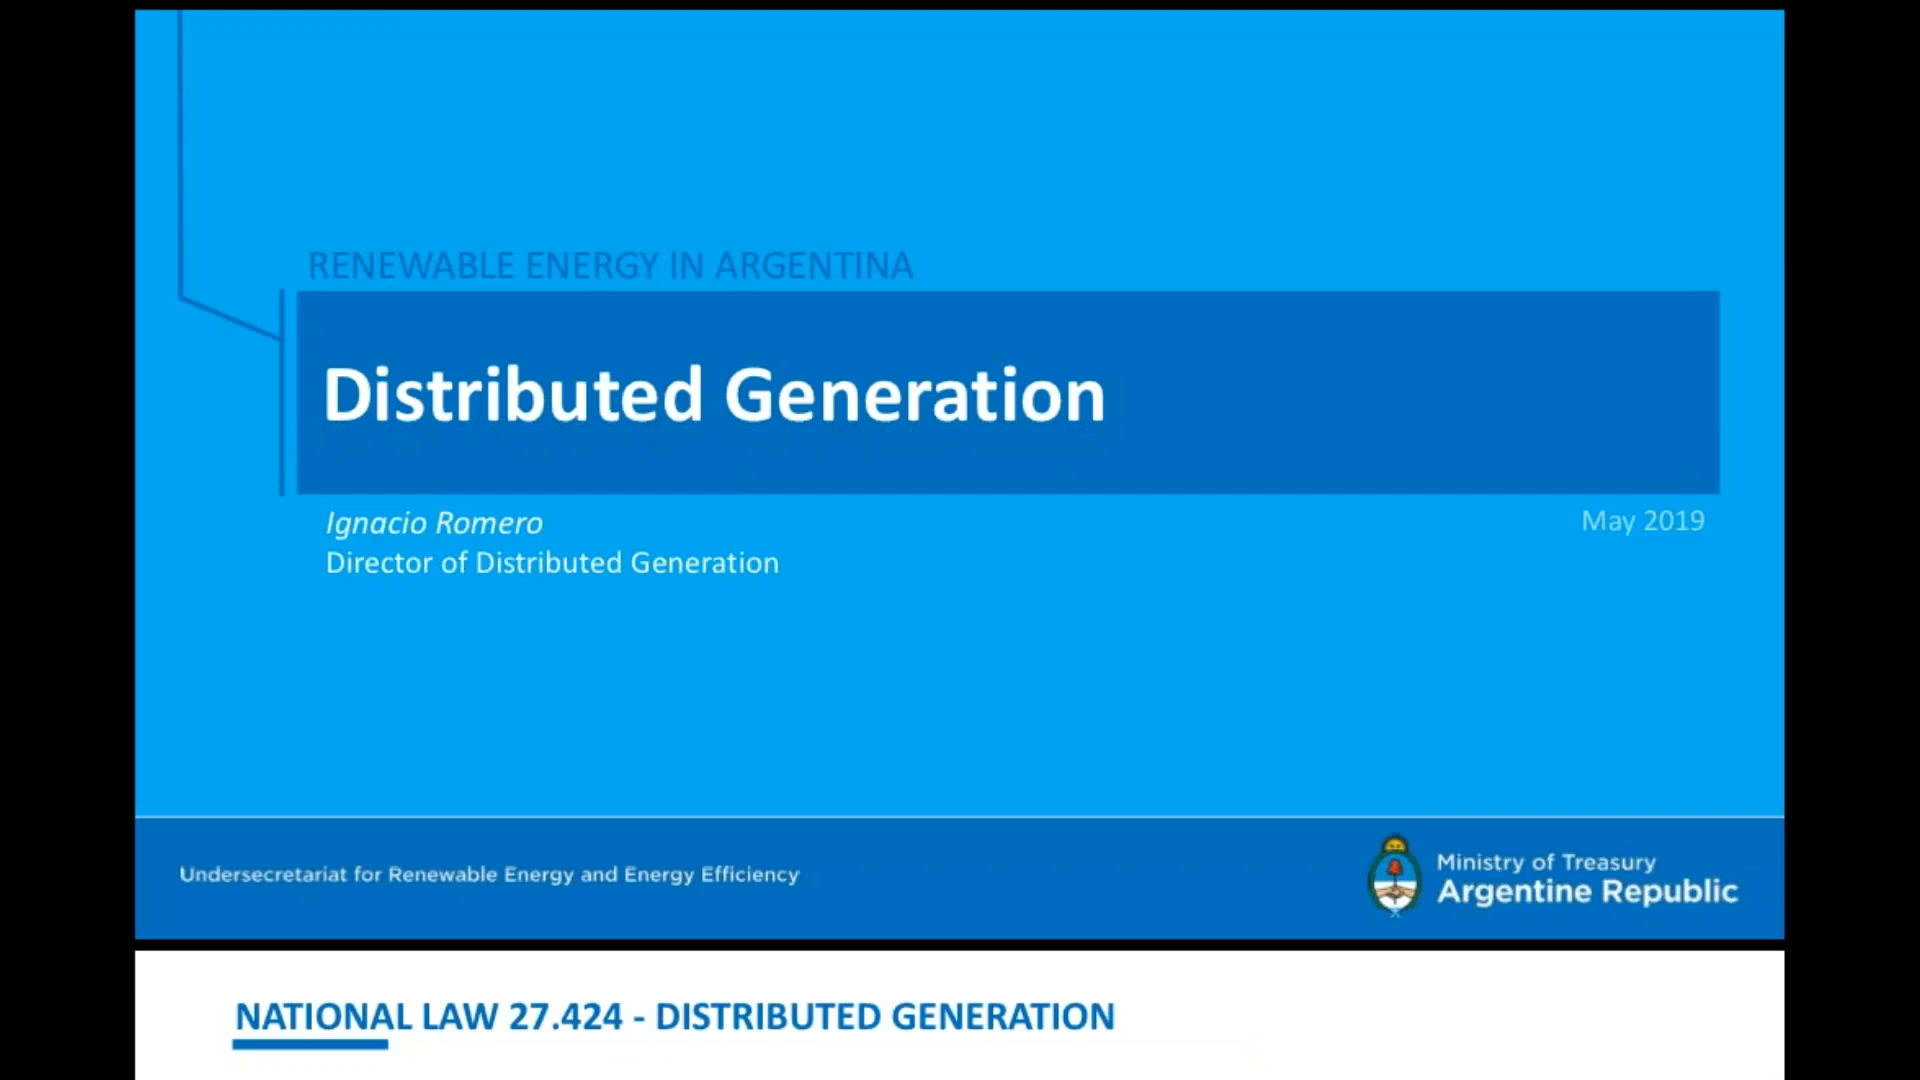 RENEWABLE ENERGY IN ARGENTINA
Distributed Generation
Ignacio Romero
Director of Distributed Generation
May 2019
Undersecretariat for Renewable Energy and Energy Efficiency
Ministry of Treasury
Argentine Republic
NATIONAL LAW 27.424 - DISTRIBUTED GENERATION